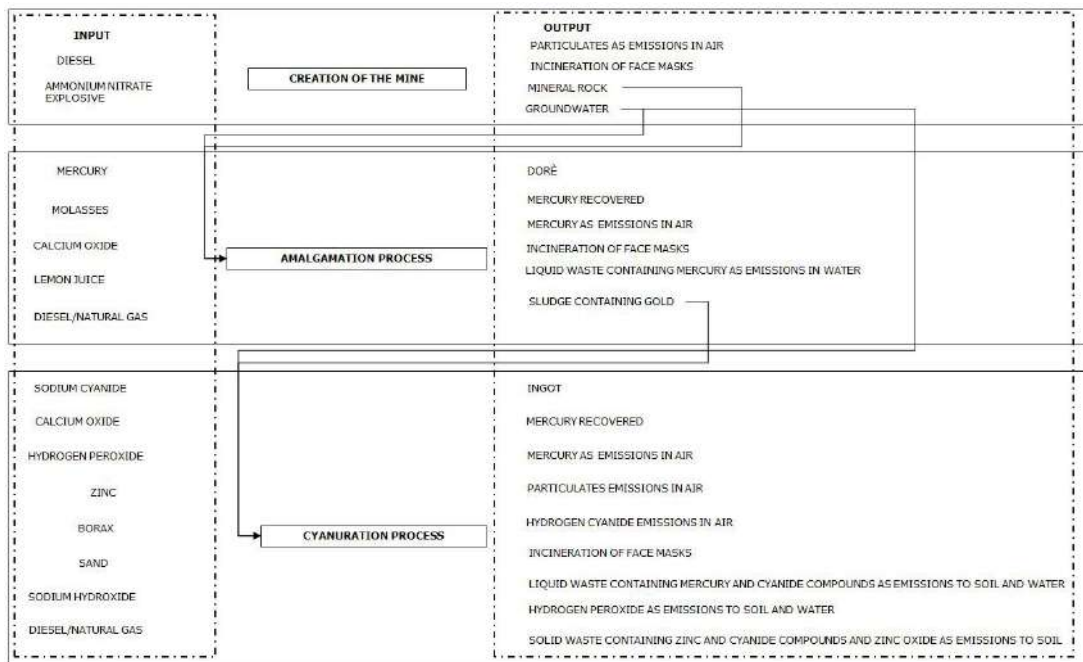 INPUT
DIESEL
AMMONIUM NITRATE
EXPLOSIVE
CREATION OF THE MINE
OUTPUT
PARTICULATES AS EMISSIONS IN AIR
INCINERATION OF FACE MASKS
MINERAL ROCK
GROUNDWATER
MERCURY
MOLASSES
CALCIUM OXIDE
LEMON JUICE
DIESEL/NATURAL GAS
AMALGAMATION PROCESS
DORÈ
MERCURY RECOVERED
MERCURY AS EMISSIONS IN AIR
INCINERATION OF FACE MASKS
LIQUID WASTE CONTAINING MERCURY AS EMISSIONS IN WATER
SLUDGE CONTAINING GOLD
SODIUM CYANIDE
CALCIUM OXIDE
HYDROGEN PEROXIDE
ZINC
BORAX
SAND
SODIUM HYDROXIDE
DIESEL/NATURAL GAS
CYANURATION PROCESS
INGOT
MERCURY RECOVERED
MERCURY AS EMISSIONS IN AIR
PARTICULATES EMISSIONS IN AIR
HYDROGEN CYANIDE EMISSIONS IN AIR
INCINERATION OF FACE MASKS
LIQUID WASTE CONTAINING MERCURY AND CYANIDE COMPOUNDS AS EMISSIONS TO SOIL AND WATER
HYDROGEN PEROXIDE AS EMISSIONS TO SOIL AND WATER
SOLID WASTE CONTAINING ZINC AND CYANIDE COMPOUNDS AND ZINC OXIDE AS EMISSIONS TO SOIL